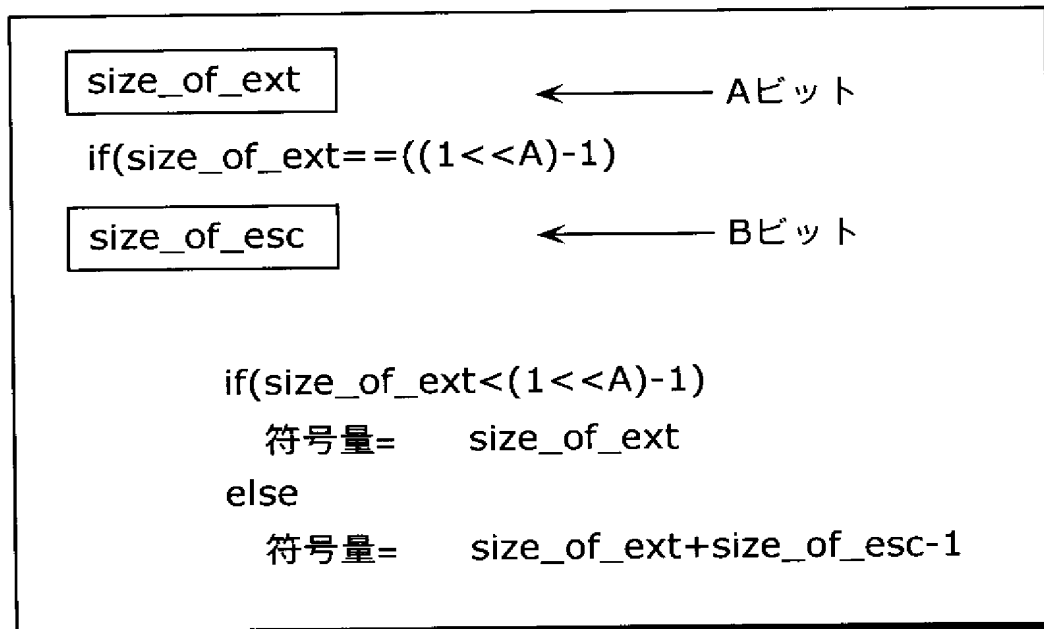 size_of_ext ← Aビット
if(size_of_ext==((1<<A)-1)
size_of_esc ← Bビット
if(size_of_ext<(1<<A)-1)
符号量= size_of_ext
else
符号量= size_of_ext+size_of_esc-1